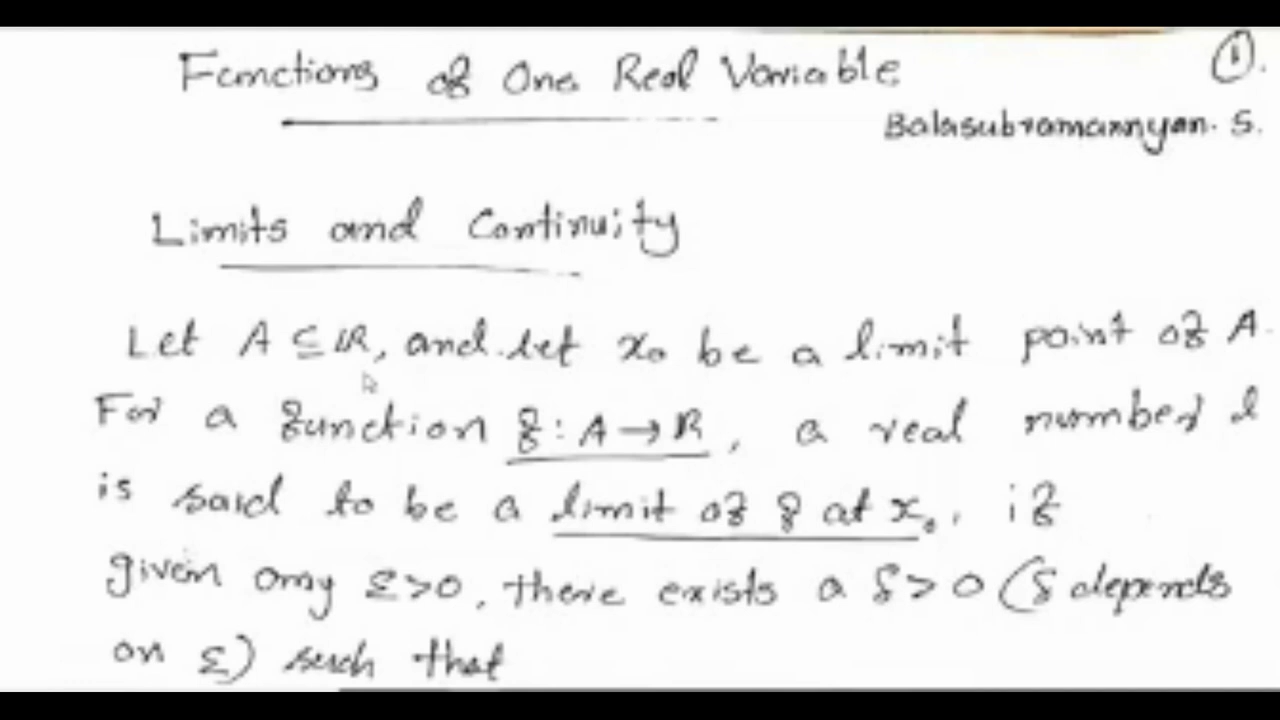 Functions of One Real Variable
①.
Balasubramannyan. S.
Limits and Continuity
Let A ⊆ ℝ, and let x₀ be a limit point of A.
For a function f : A → ℝ, a real number l
is said to be a limit of f at x₀, if
given any ε>0, there exists a δ>0 (δ depends
on ε) such that